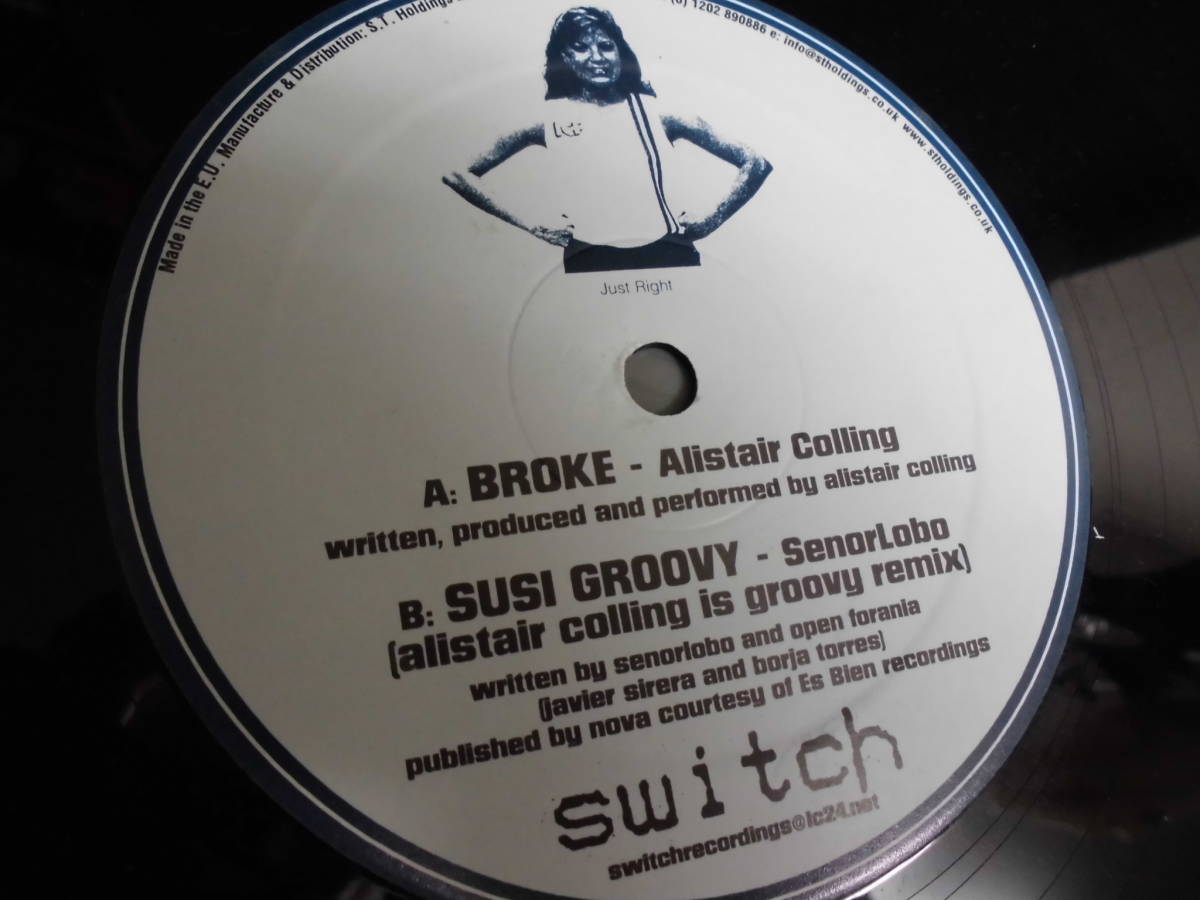 Made in the E.U. Manufacture & Distribution: S.T. Holdings
(0) 1202 890886 e: info@stholdings.co.uk www.stholdings.co.uk
Just Right
A: BROKE - Alistair Colling
written, produced and performed by alistair colling
B: SUSI GROOVY - SenorLobo
(alistair colling is groovy remix)
written by senorlobo and open forania
(javier sirera and borja torres)
published by nova courtesy of Es Bien recordings
switch
switchrecordings@lc24.net